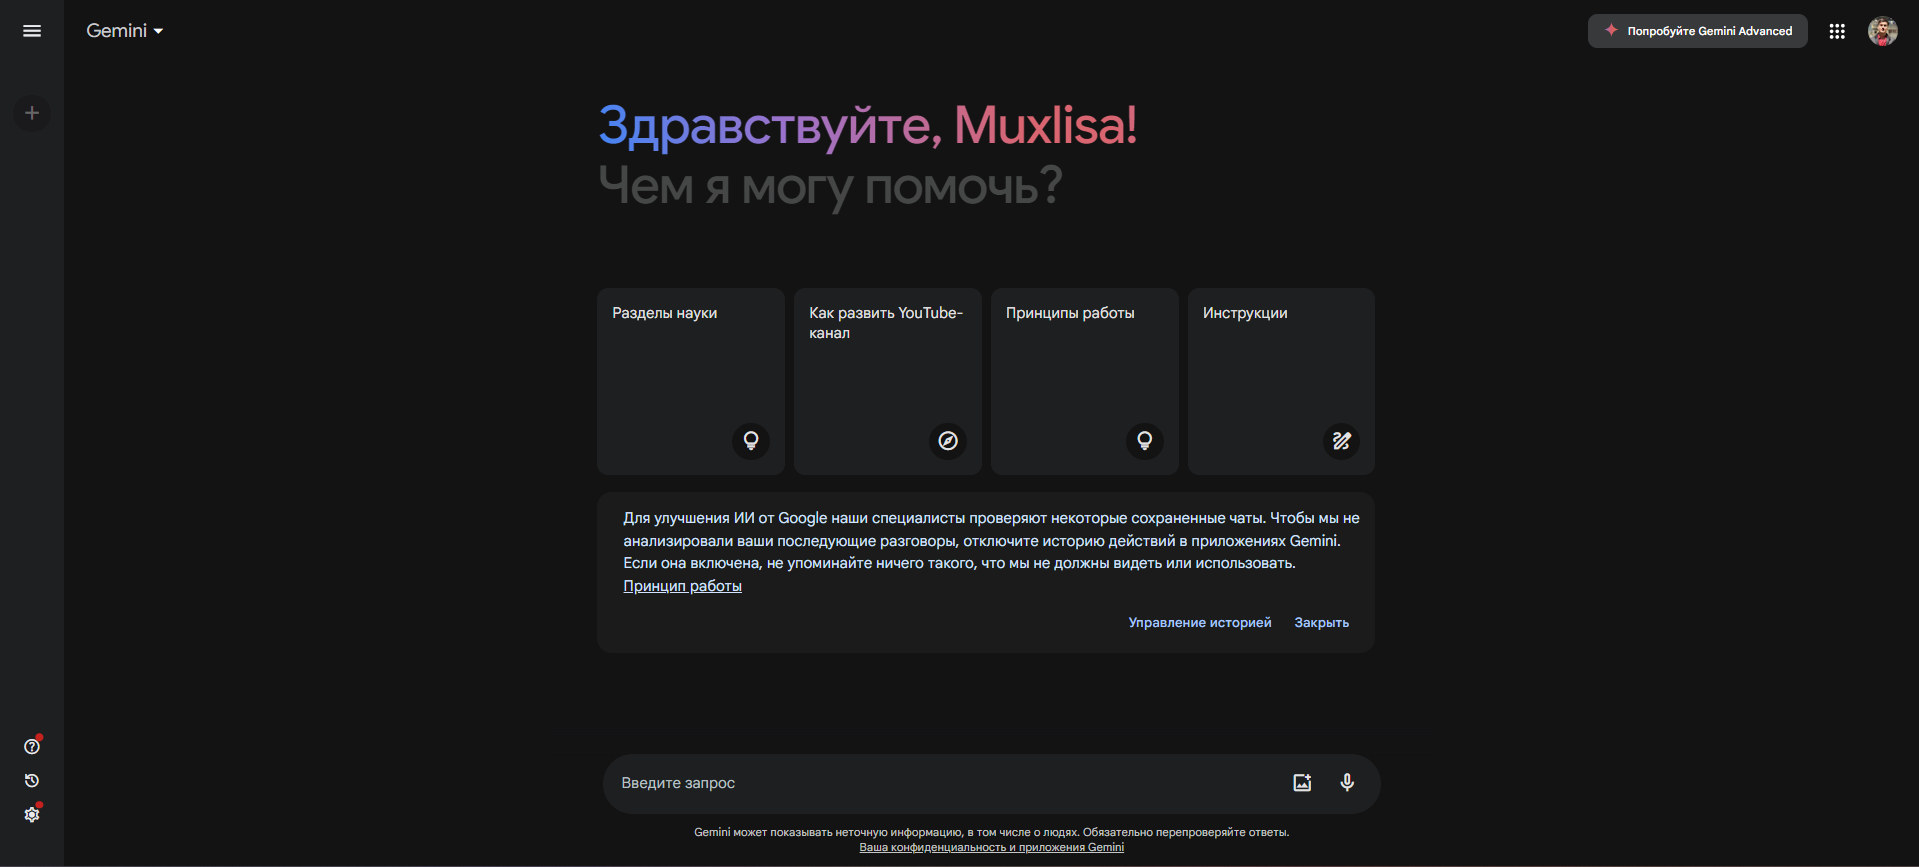 Gemini
Попробуйте Gemini Advanced
Здравствуйте, Muxlisa!
Чем я могу помочь?
Разделы науки
Как развить YouTube-
канал
Принципы работы
Инструкции
Для улучшения ИИ от Google наши специалисты проверяют некоторые сохраненные чаты. Чтобы мы не
анализировали ваши последующие разговоры, отключите историю действий в приложениях Gemini.
Если она включена, не упоминайте ничего такого, что мы не должны видеть или использовать.
Принцип работы
Управление историей
Закрыть
Введите запрос
Gemini может показывать неточную информацию, в том числе о людях. Обязательно перепроверяйте ответы.
Ваша конфиденциальность и приложения Gemini